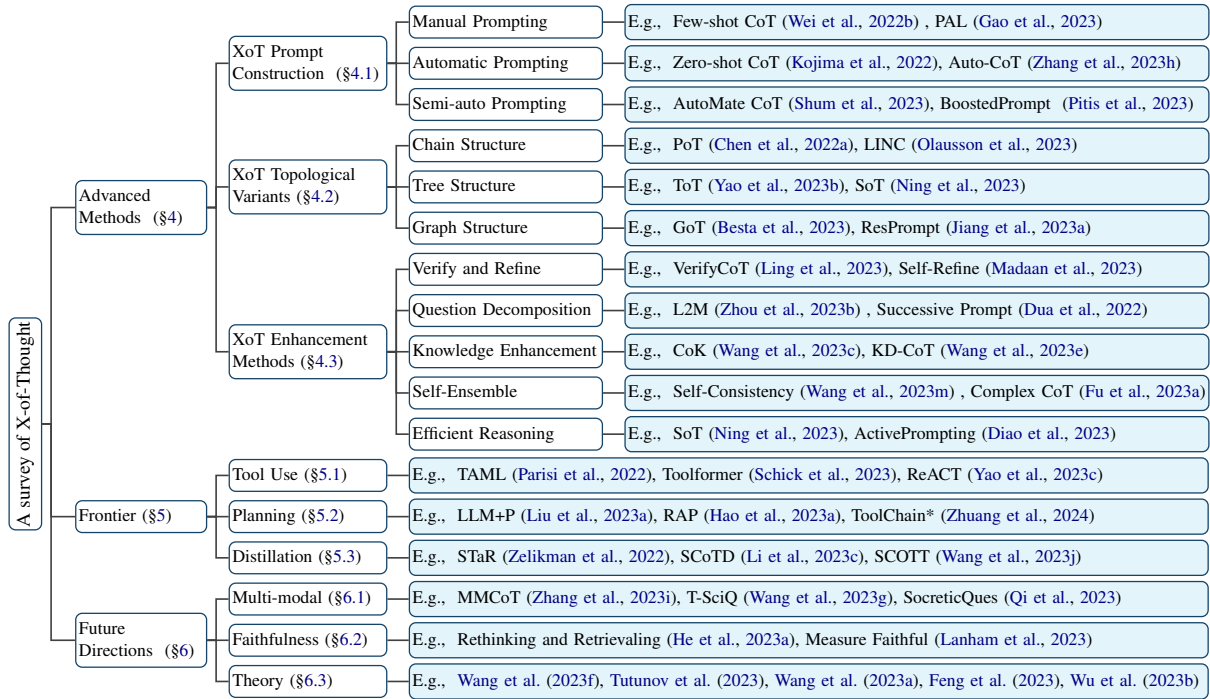 A survey of X-of-Thought
Advanced
Methods (§4)
XoT Prompt
Construction (§4.1)
Manual Prompting
E.g., Few-shot CoT (Wei et al., 2022b) , PAL (Gao et al., 2023)
Automatic Prompting
E.g., Zero-shot CoT (Kojima et al., 2022), Auto-CoT (Zhang et al., 2023h)
Semi-auto Prompting
E.g., AutoMate CoT (Shum et al., 2023), BoostedPrompt (Pitis et al., 2023)
XoT Topological
Variants (§4.2)
Chain Structure
E.g., PoT (Chen et al., 2022a), LINC (Olausson et al., 2023)
Tree Structure
E.g., ToT (Yao et al., 2023b), SoT (Ning et al., 2023)
Graph Structure
E.g., GoT (Besta et al., 2023), ResPrompt (Jiang et al., 2023a)
XoT Enhancement
Methods (§4.3)
Verify and Refine
E.g., VerifyCoT (Ling et al., 2023), Self-Refine (Madaan et al., 2023)
Question Decomposition
E.g., L2M (Zhou et al., 2023b) , Successive Prompt (Dua et al., 2022)
Knowledge Enhancement
E.g., CoK (Wang et al., 2023c), KD-CoT (Wang et al., 2023e)
Self-Ensemble
E.g., Self-Consistency (Wang et al., 2023m) , Complex CoT (Fu et al., 2023a)
Efficient Reasoning
E.g., SoT (Ning et al., 2023), ActivePrompting (Diao et al., 2023)
Frontier (§5)
Tool Use (§5.1)
E.g., TAML (Parisi et al., 2022), Toolformer (Schick et al., 2023), ReACT (Yao et al., 2023c)
Planning (§5.2)
E.g., LLM+P (Liu et al., 2023a), RAP (Hao et al., 2023a), ToolChain* (Zhuang et al., 2024)
Distillation (§5.3)
E.g., STaR (Zelikman et al., 2022), SCoTD (Li et al., 2023c), SCOTT (Wang et al., 2023j)
Future
Directions (§6)
Multi-modal (§6.1)
E.g., MMCoT (Zhang et al., 2023i), T-SciQ (Wang et al., 2023g), SocreticQues (Qi et al., 2023)
Faithfulness (§6.2)
E.g., Rethinking and Retrievaling (He et al., 2023a), Measure Faithful (Lanham et al., 2023)
Theory (§6.3)
E.g., Wang et al. (2023f), Tutunov et al. (2023), Wang et al. (2023a), Feng et al. (2023), Wu et al. (2023b)